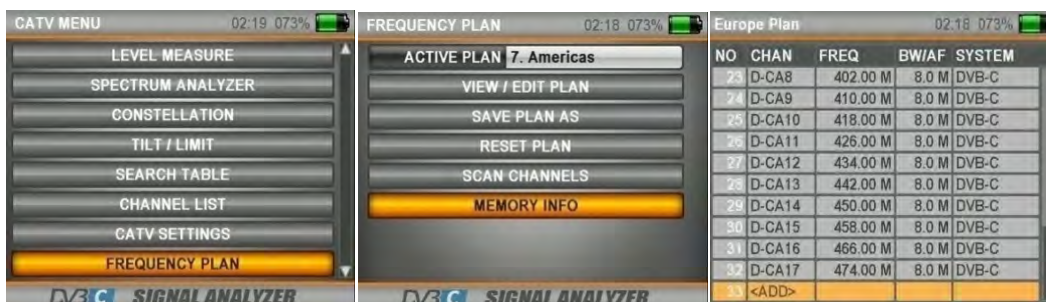 CATV MENU 02:19 073%
LEVEL MEASURE
SPECTRUM ANALYZER
CONSTELLATION
TILT / LIMIT
SEARCH TABLE
CHANNEL LIST
CATV SETTINGS
FREQUENCY PLAN
DVB C SIGNAL ANALYZER
FREQUENCY PLAN 02:18 073%
ACTIVE PLAN 7. Americas
VIEW / EDIT PLAN
SAVE PLAN AS
RESET PLAN
SCAN CHANNELS
MEMORY INFO
DVB C SIGNAL ANALYZER
Europe Plan 02:18 073%
NO CHAN FREQ BW/AF SYSTEM
23 D-CA8 402.00 M 8.0 M DVB-C
24 D-CA9 410.00 M 8.0 M DVB-C
25 D-CA10 418.00 M 8.0 M DVB-C
26 D-CA11 426.00 M 8.0 M DVB-C
27 D-CA12 434.00 M 8.0 M DVB-C
28 D-CA13 442.00 M 8.0 M DVB-C
29 D-CA14 450.00 M 8.0 M DVB-C
30 D-CA15 458.00 M 8.0 M DVB-C
31 D-CA16 466.00 M 8.0 M DVB-C
32 D-CA17 474.00 M 8.0 M DVB-C
33 <ADD>